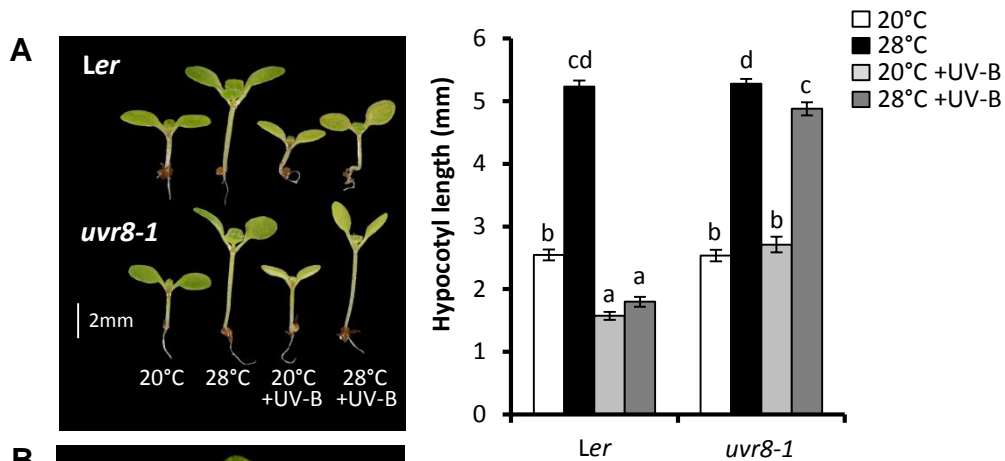 A
Ler
uvr8-1
2mm
20°C 28°C 20°C 28°C
+UV-B +UV-B
B
20°C
28°C
20°C +UV-B
28°C +UV-B
Hypocotyl length (mm)
6
5
4
3
2
1
0
b cd a a b d b c
Ler uvr8-1